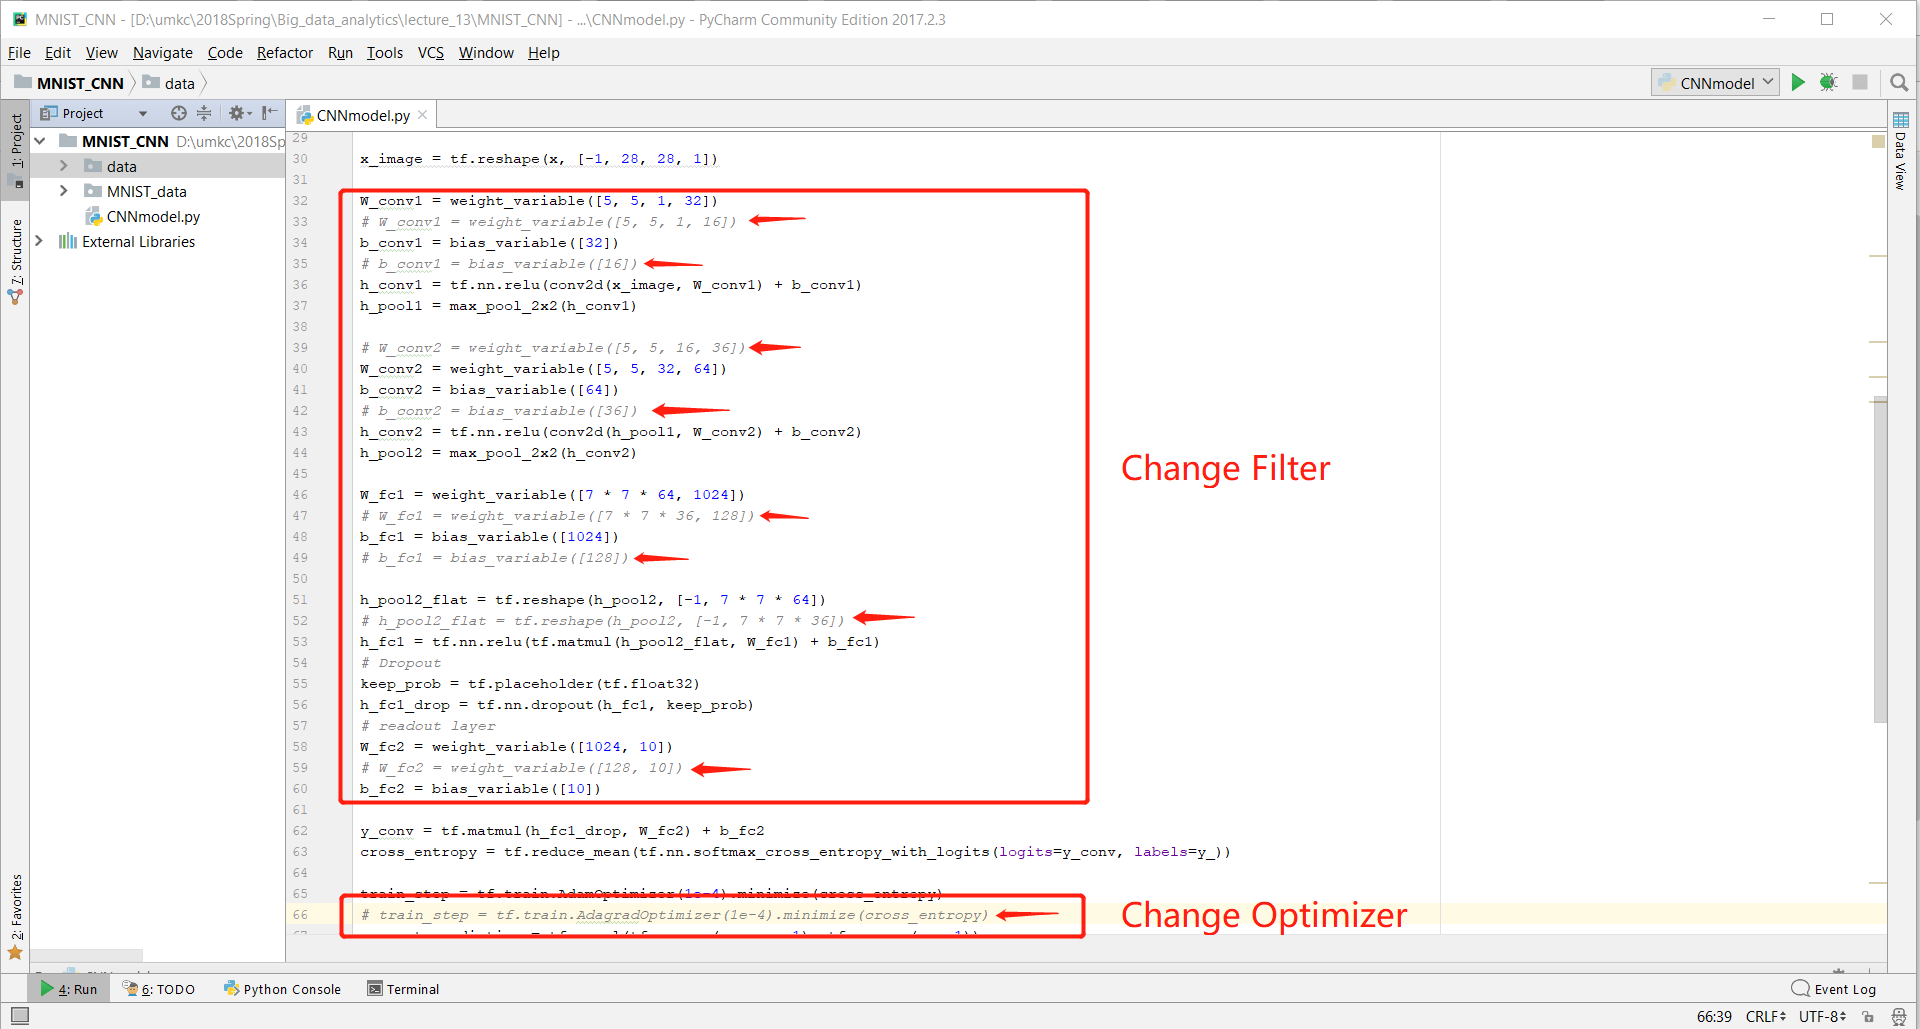 MNIST_CNN - [D:\umkc\2018Spring\Big_data_analytics\lecture_13\MNIST_CNN] - ...\CNNmodel.py - PyCharm Community Edition 2017.2.3
File Edit View Navigate Code Refactor Run Tools VCS Window Help
MNIST_CNN data
CNNmodel
Project
CNNmodel.py
1: Project
7: Structure
2: Favorites
MNIST_CNN D:\umkc\2018Sp
data
MNIST_data
CNNmodel.py
External Libraries
Data View
29
30 x_image = tf.reshape(x, [-1, 28, 28, 1])
31
32 W_conv1 = weight_variable([5, 5, 1, 32])
33 # W_conv1 = weight_variable([5, 5, 1, 16])
34 b_conv1 = bias_variable([32])
35 # b_conv1 = bias_variable([16])
36 h_conv1 = tf.nn.relu(conv2d(x_image, W_conv1) + b_conv1)
37 h_pool1 = max_pool_2x2(h_conv1)
38
39 # W_conv2 = weight_variable([5, 5, 16, 36])
40 W_conv2 = weight_variable([5, 5, 32, 64])
41 b_conv2 = bias_variable([64])
42 # b_conv2 = bias_variable([36])
43 h_conv2 = tf.nn.relu(conv2d(h_pool1, W_conv2) + b_conv2)
44 h_pool2 = max_pool_2x2(h_conv2)
45
46 W_fc1 = weight_variable([7 * 7 * 64, 1024])
47 # W_fc1 = weight_variable([7 * 7 * 36, 128])
48 b_fc1 = bias_variable([1024])
49 # b_fc1 = bias_variable([128])
50
51 h_pool2_flat = tf.reshape(h_pool2, [-1, 7 * 7 * 64])
52 # h_pool2_flat = tf.reshape(h_pool2, [-1, 7 * 7 * 36])
53 h_fc1 = tf.nn.relu(tf.matmul(h_pool2_flat, W_fc1) + b_fc1)
54 # Dropout
55 keep_prob = tf.placeholder(tf.float32)
56 h_fc1_drop = tf.nn.dropout(h_fc1, keep_prob)
57 # readout layer
58 W_fc2 = weight_variable([1024, 10])
59 # W_fc2 = weight_variable([128, 10])
60 b_fc2 = bias_variable([10])
61
62 y_conv = tf.matmul(h_fc1_drop, W_fc2) + b_fc2
63 cross_entropy = tf.reduce_mean(tf.nn.softmax_cross_entropy_with_logits(logits=y_conv, labels=y_))
64
65 train_step = tf.train.AdamOptimizer(1e-4).minimize(cross_entropy)
66 # train_step = tf.train.AdagradOptimizer(1e-4).minimize(cross_entropy)
Change Filter
Change Optimizer
4: Run 6: TODO Python Console Terminal
Event Log
66:39 CRLF UTF-8